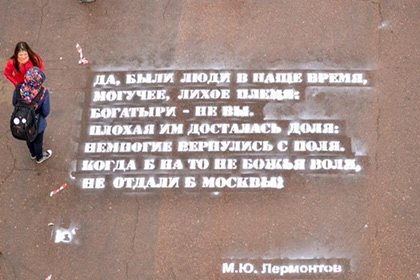 ДА, БЫЛИ ЛЮДИ В НАШЕ ВРЕМЯ,
МОГУЧЕЕ, ЛИХОЕ ПЛЕМЯ:
БОГАТЫРИ - НЕ ВЫ.
ПЛОХАЯ ИМ ДОСТАЛАСЬ ДОЛЯ:
НЕМНОГИЕ ВЕРНУЛИСЬ С ПОЛЯ.
КОГДА Б НА ТО НЕ БОЖЬЯ ВОЛЯ,
НЕ ОТДАЛИ Б МОСКВЫ!
М.Ю. Лермонтов